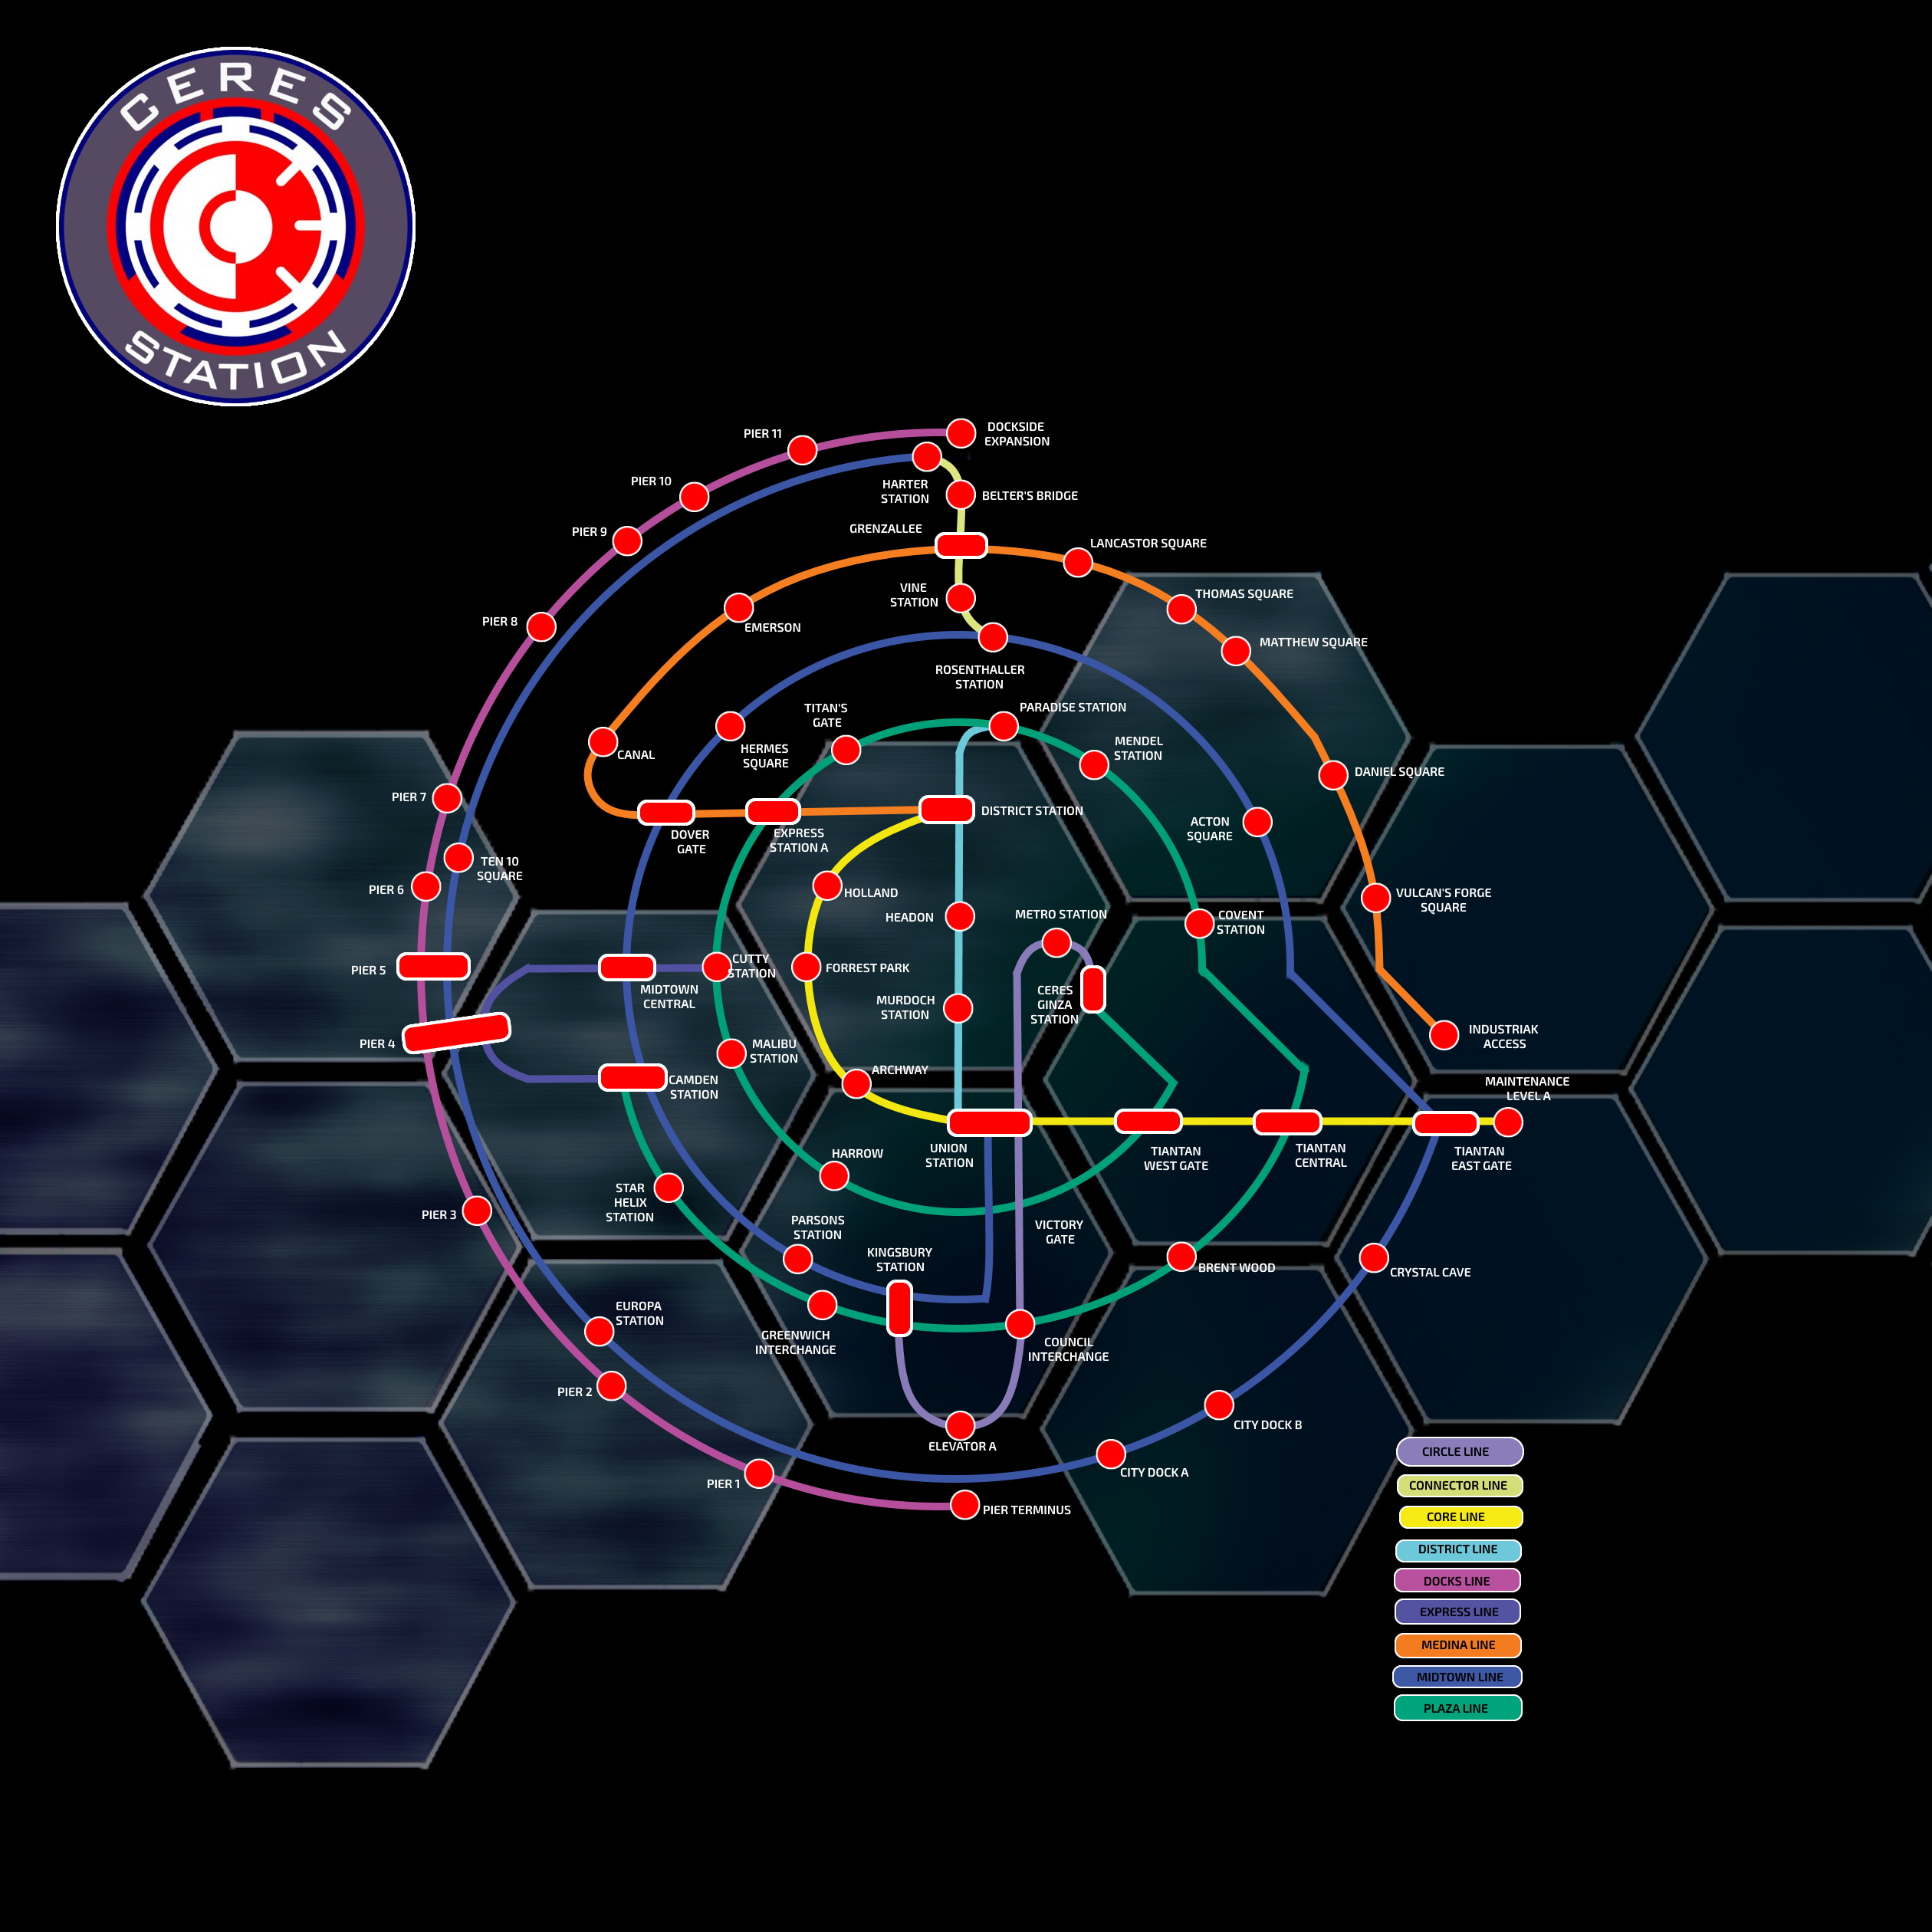 CERES
STATION
DOCKSIDE
EXPANSION
PIER 11
HARTER
STATION
BELTER'S BRIDGE
PIER 10
GRENZALLEE
PIER 9
LANCASTOR SQUARE
VINE
STATION
THOMAS SQUARE
PIER 8
EMERSON
MATTHEW SQUARE
ROSENTHALLER
STATION
TITAN'S
GATE
PARADISE STATION
CANAL
HERMES
SQUARE
MENDEL
STATION
DANIEL SQUARE
PIER 7
DISTRICT STATION
DOVER
GATE
EXPRESS
STATION A
ACTON
SQUARE
TEN 10
SQUARE
PIER 6
HOLLAND
HEADON
METRO STATION
COVENT
STATION
VULCAN'S FORGE
SQUARE
PIER 5
CUTTY
STATION
FORREST PARK
MIDTOWN
CENTRAL
MURDOCH
STATION
CERES
GINZA
STATION
INDUSTRIAK
ACCESS
PIER 4
MALIBU
STATION
CAMDEN
STATION
ARCHWAY
MAINTENANCE
LEVEL A
HARROW
UNION
STATION
TIANTAN
WEST GATE
TIANTAN
CENTRAL
TIANTAN
EAST GATE
STAR
HELIX
STATION
PIER 3
PARSONS
STATION
VICTORY
GATE
KINGSBURY
STATION
BRENT WOOD
CRYSTAL CAVE
EUROPA
STATION
GREENWICH
INTERCHANGE
COUNCIL
INTERCHANGE
PIER 2
CITY DOCK B
ELEVATOR A
CITY DOCK A
PIER 1
PIER TERMINUS
CIRCLE LINE
CONNECTOR LINE
CORE LINE
DISTRICT LINE
DOCKS LINE
EXPRESS LINE
MEDINA LINE
MIDTOWN LINE
PLAZA LINE